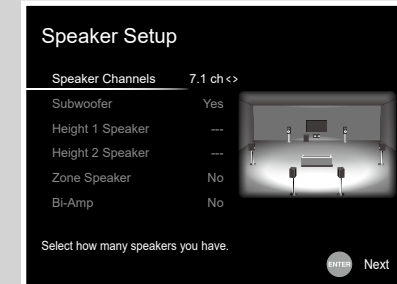 Speaker Setup
Speaker Channels 7.1 ch<>
Subwoofer Yes
Height 1 Speaker ---
Height 2 Speaker ---
Zone Speaker No
Bi-Amp No
Select how many speakers you have.
ENTER Next